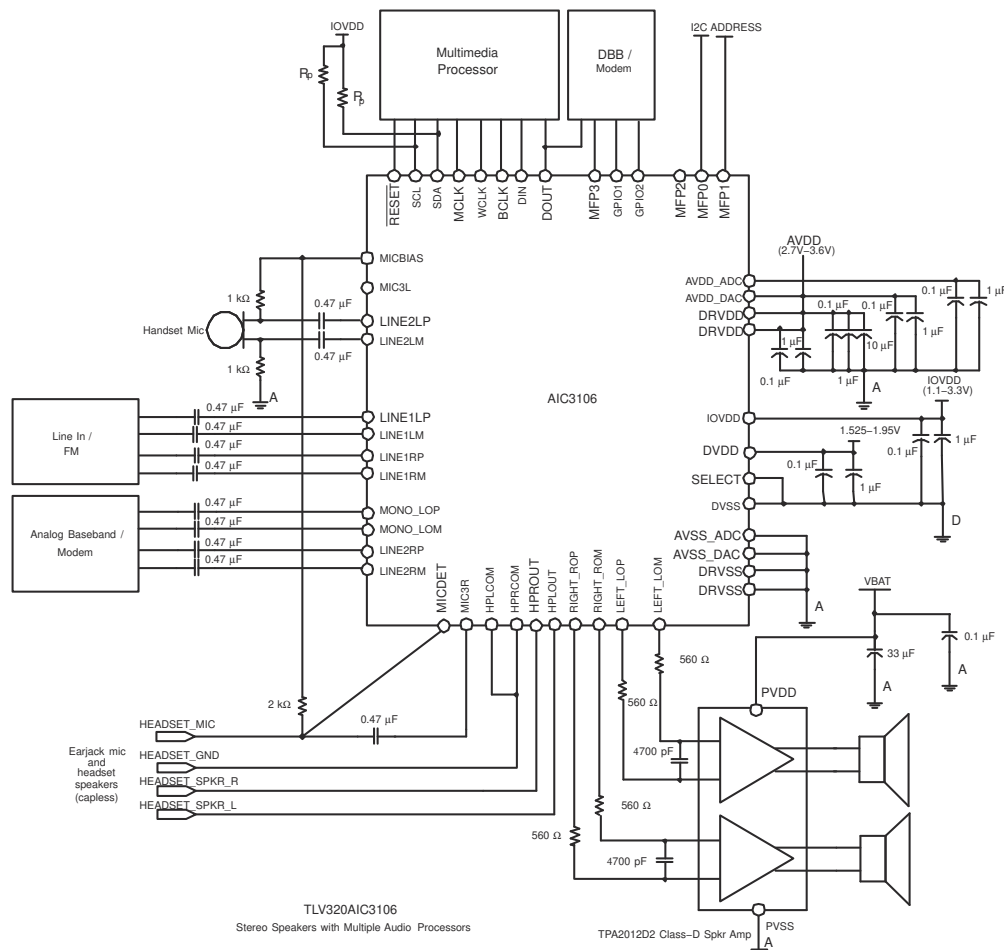 IOVDD
I2C ADDRESS
Multimedia
Processor
DBB /
Modem
Rp
Rp
RESET
SCL
SDA
MCLK
WCLK
BCLK
DIN
DOUT
MFP3
GPIO1
GPIO2
MFP2
MFP0
MFP1
MICBIAS
MIC3L
LINE2LP
LINE2LM
1 kΩ
0.47 µF
Handset Mic
0.47 µF
1 kΩ
A
AVDD
(2.7V−3.6V)
AVDD_ADC
AVDD_DAC
DRVDD
DRVDD
0.1 µF
1 µF
0.1 µF
0.1 µF
1 µF
1 µF
10 µF
0.1 µF
1 µF
A
AIC3106
IOVDD
(1.1−3.3V)
IOVDD
1.525−1.95V
DVDD
0.1 µF
1 µF
0.1 µF
SELECT
1 µF
DVSS
D
Line In /
FM
0.47 µF
0.47 µF
0.47 µF
0.47 µF
LINE1LP
LINE1LM
LINE1RP
LINE1RM
Analog Baseband /
Modem
0.47 µF
0.47 µF
0.47 µF
0.47 µF
MONO_LOP
MONO_LOM
LINE2RP
LINE2RM
AVSS_ADC
AVSS_DAC
DRVSS
DRVSS
A
MICDET
MIC3R
HPLCOM
HPRCOM
HPROUT
HPLOUT
RIGHT_ROP
RIGHT_ROM
LEFT_LOP
LEFT_LOM
VBAT
0.1 µF
33 µF
A
A
560 Ω
560 Ω
PVDD
2 kΩ
HEADSET_MIC
0.47 µF
HEADSET_GND
HEADSET_SPKR_R
HEADSET_SPKR_L
Earjack mic
and
headset
speakers
(capless)
4700 pF
560 Ω
560 Ω
4700 pF
TLV320AIC3106
Stereo Speakers with Multiple Audio Processors
TPA2012D2 Class−D Spkr Amp
PVSS
A